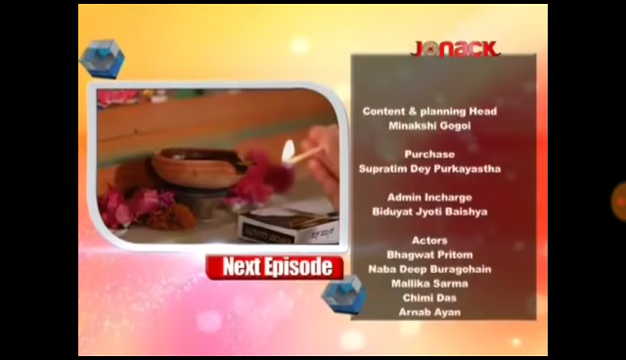 JONACK
Content & planning Head
Minakshi Gogoi
Purchase
Supratim Dey Purkayastha
Admin Incharge
Biduyat Jyoti Baishya
Actors
Bhagwat Pritom
Naba Deep Buragohain
Mallika Sarma
Chimi Das
Arnab Ayan
Next Episode